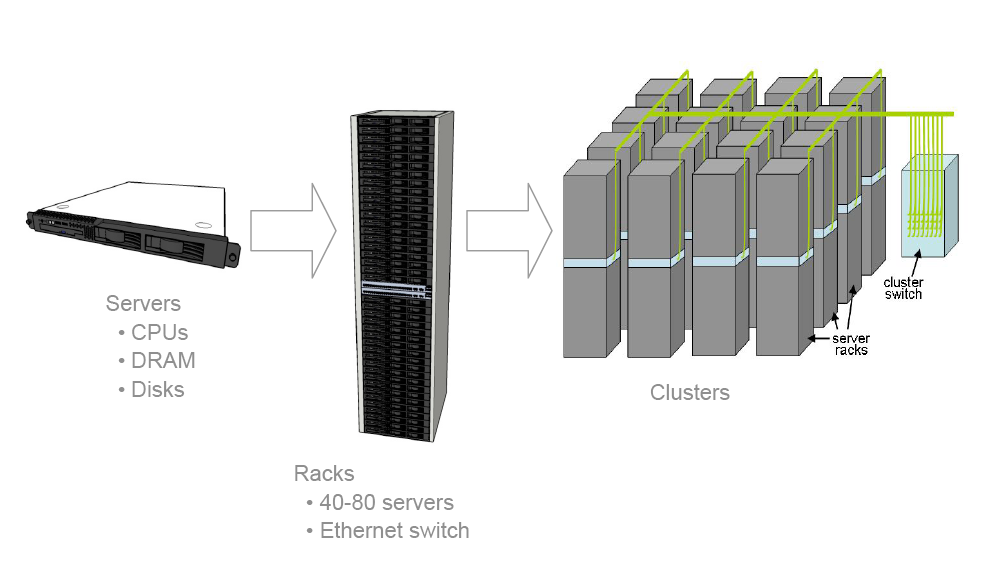 Servers
• CPUs
• DRAM
• Disks
Racks
• 40-80 servers
• Ethernet switch
Clusters
cluster
switch
server
racks